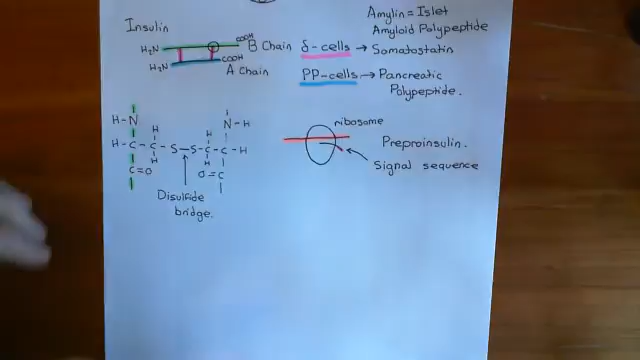 Insulin
H₂N
COOH
B Chain
H₂N
COOH
A Chain
Amylin = Islet
Amyloid Polypeptide
δ-cells → Somatostatin
PP-cells → Pancreatic
Polypeptide.
H-N
H
H
N-H
H-C-C-S-S-C-C-H
H
H
C=O
O=C
Disulfide
bridge.
ribosome
Preproinsulin.
Signal sequence